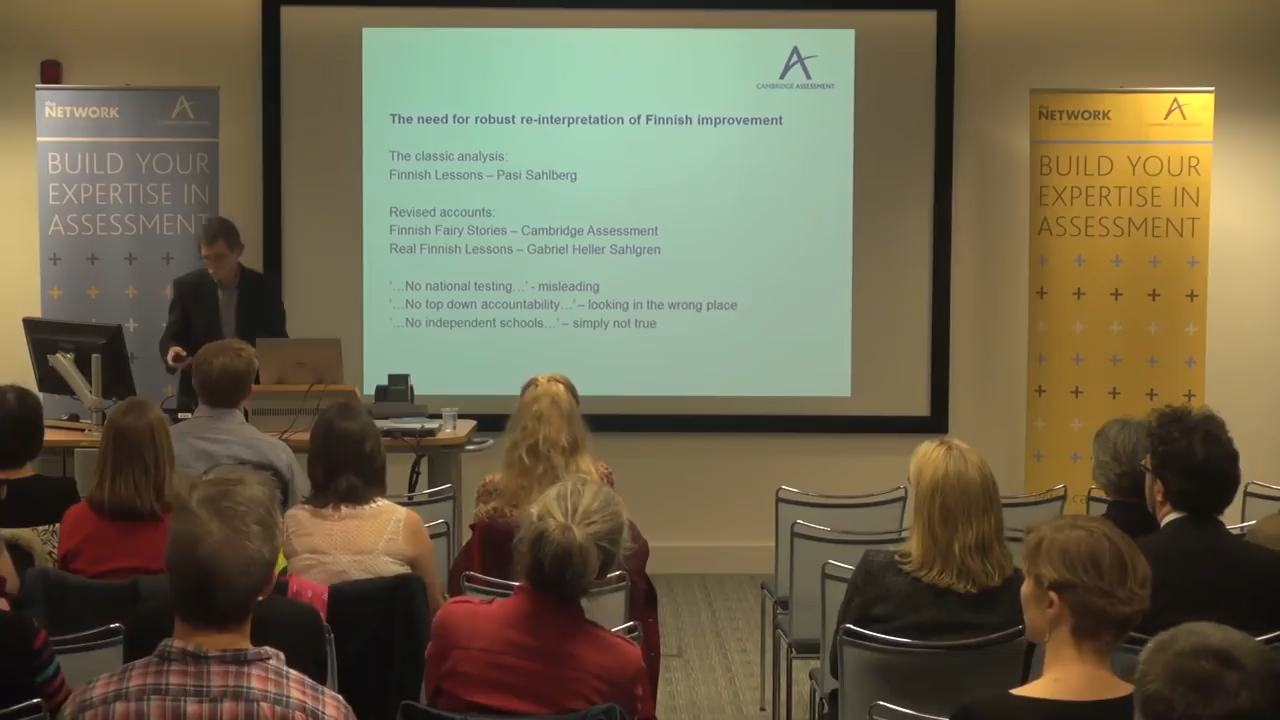 the
NETWORK
BUILD YOUR
EXPERTISE IN
ASSESSMENT
CAMBRIDGE ASSESSMENT
The need for robust re-interpretation of Finnish improvement
The classic analysis:
Finnish Lessons – Pasi Sahlberg
Revised accounts:
Finnish Fairy Stories – Cambridge Assessment
Real Finnish Lessons – Gabriel Heller Sahlgren
'…No national testing…' - misleading
'…No top down accountability…' – looking in the wrong place
'…No independent schools…' – simply not true
the
NETWORK
BUILD YOUR
EXPERTISE IN
ASSESSMENT